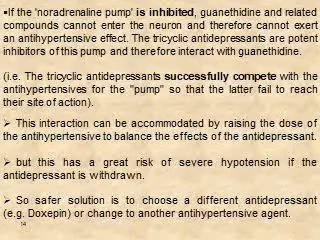 ▪If the 'noradrenaline pump' is inhibited, guanethidine and related
compounds cannot enter the neuron and therefore cannot exert
an antihypertensive effect. The tricyclic antidepressants are potent
inhibitors of this pump and therefore interact with guanethidine.
(i.e. The tricyclic antidepressants successfully compete with the
antihypertensives for the "pump" so that the latter fail to reach
their site of action).
➢ This interaction can be accommodated by raising the dose of
the antihypertensive to balance the effects of the antidepressant.
➢ but this has a great risk of severe hypotension if the
antidepressant is withdrawn.
➢ So safer solution is to choose a different antidepressant
(e.g. Doxepin) or change to another antihypertensive agent.
14